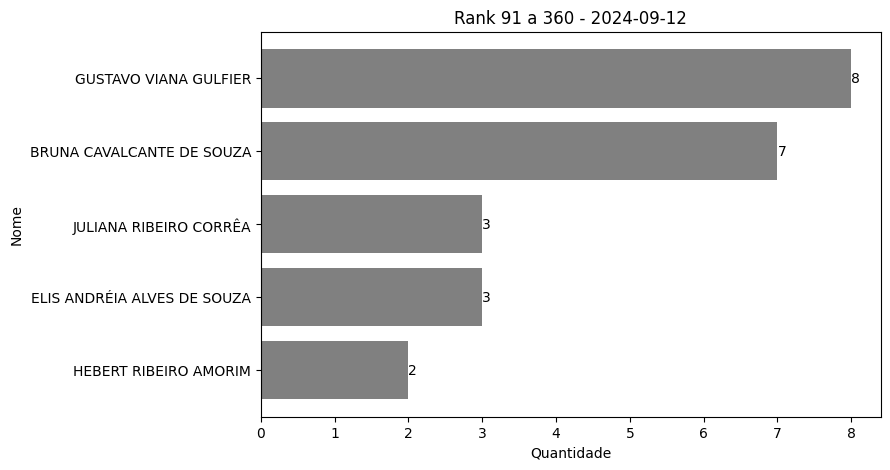 Rank 91 a 360 - 2024-09-12
GUSTAVO VIANA GULFIER
8
BRUNA CAVALCANTE DE SOUZA
7
JULIANA RIBEIRO CORRÊA
3
ELIS ANDRÉIA ALVES DE SOUZA
3
HEBERT RIBEIRO AMORIM
2
Nome
0 1 2 3 4 5 6 7 8
Quantidade